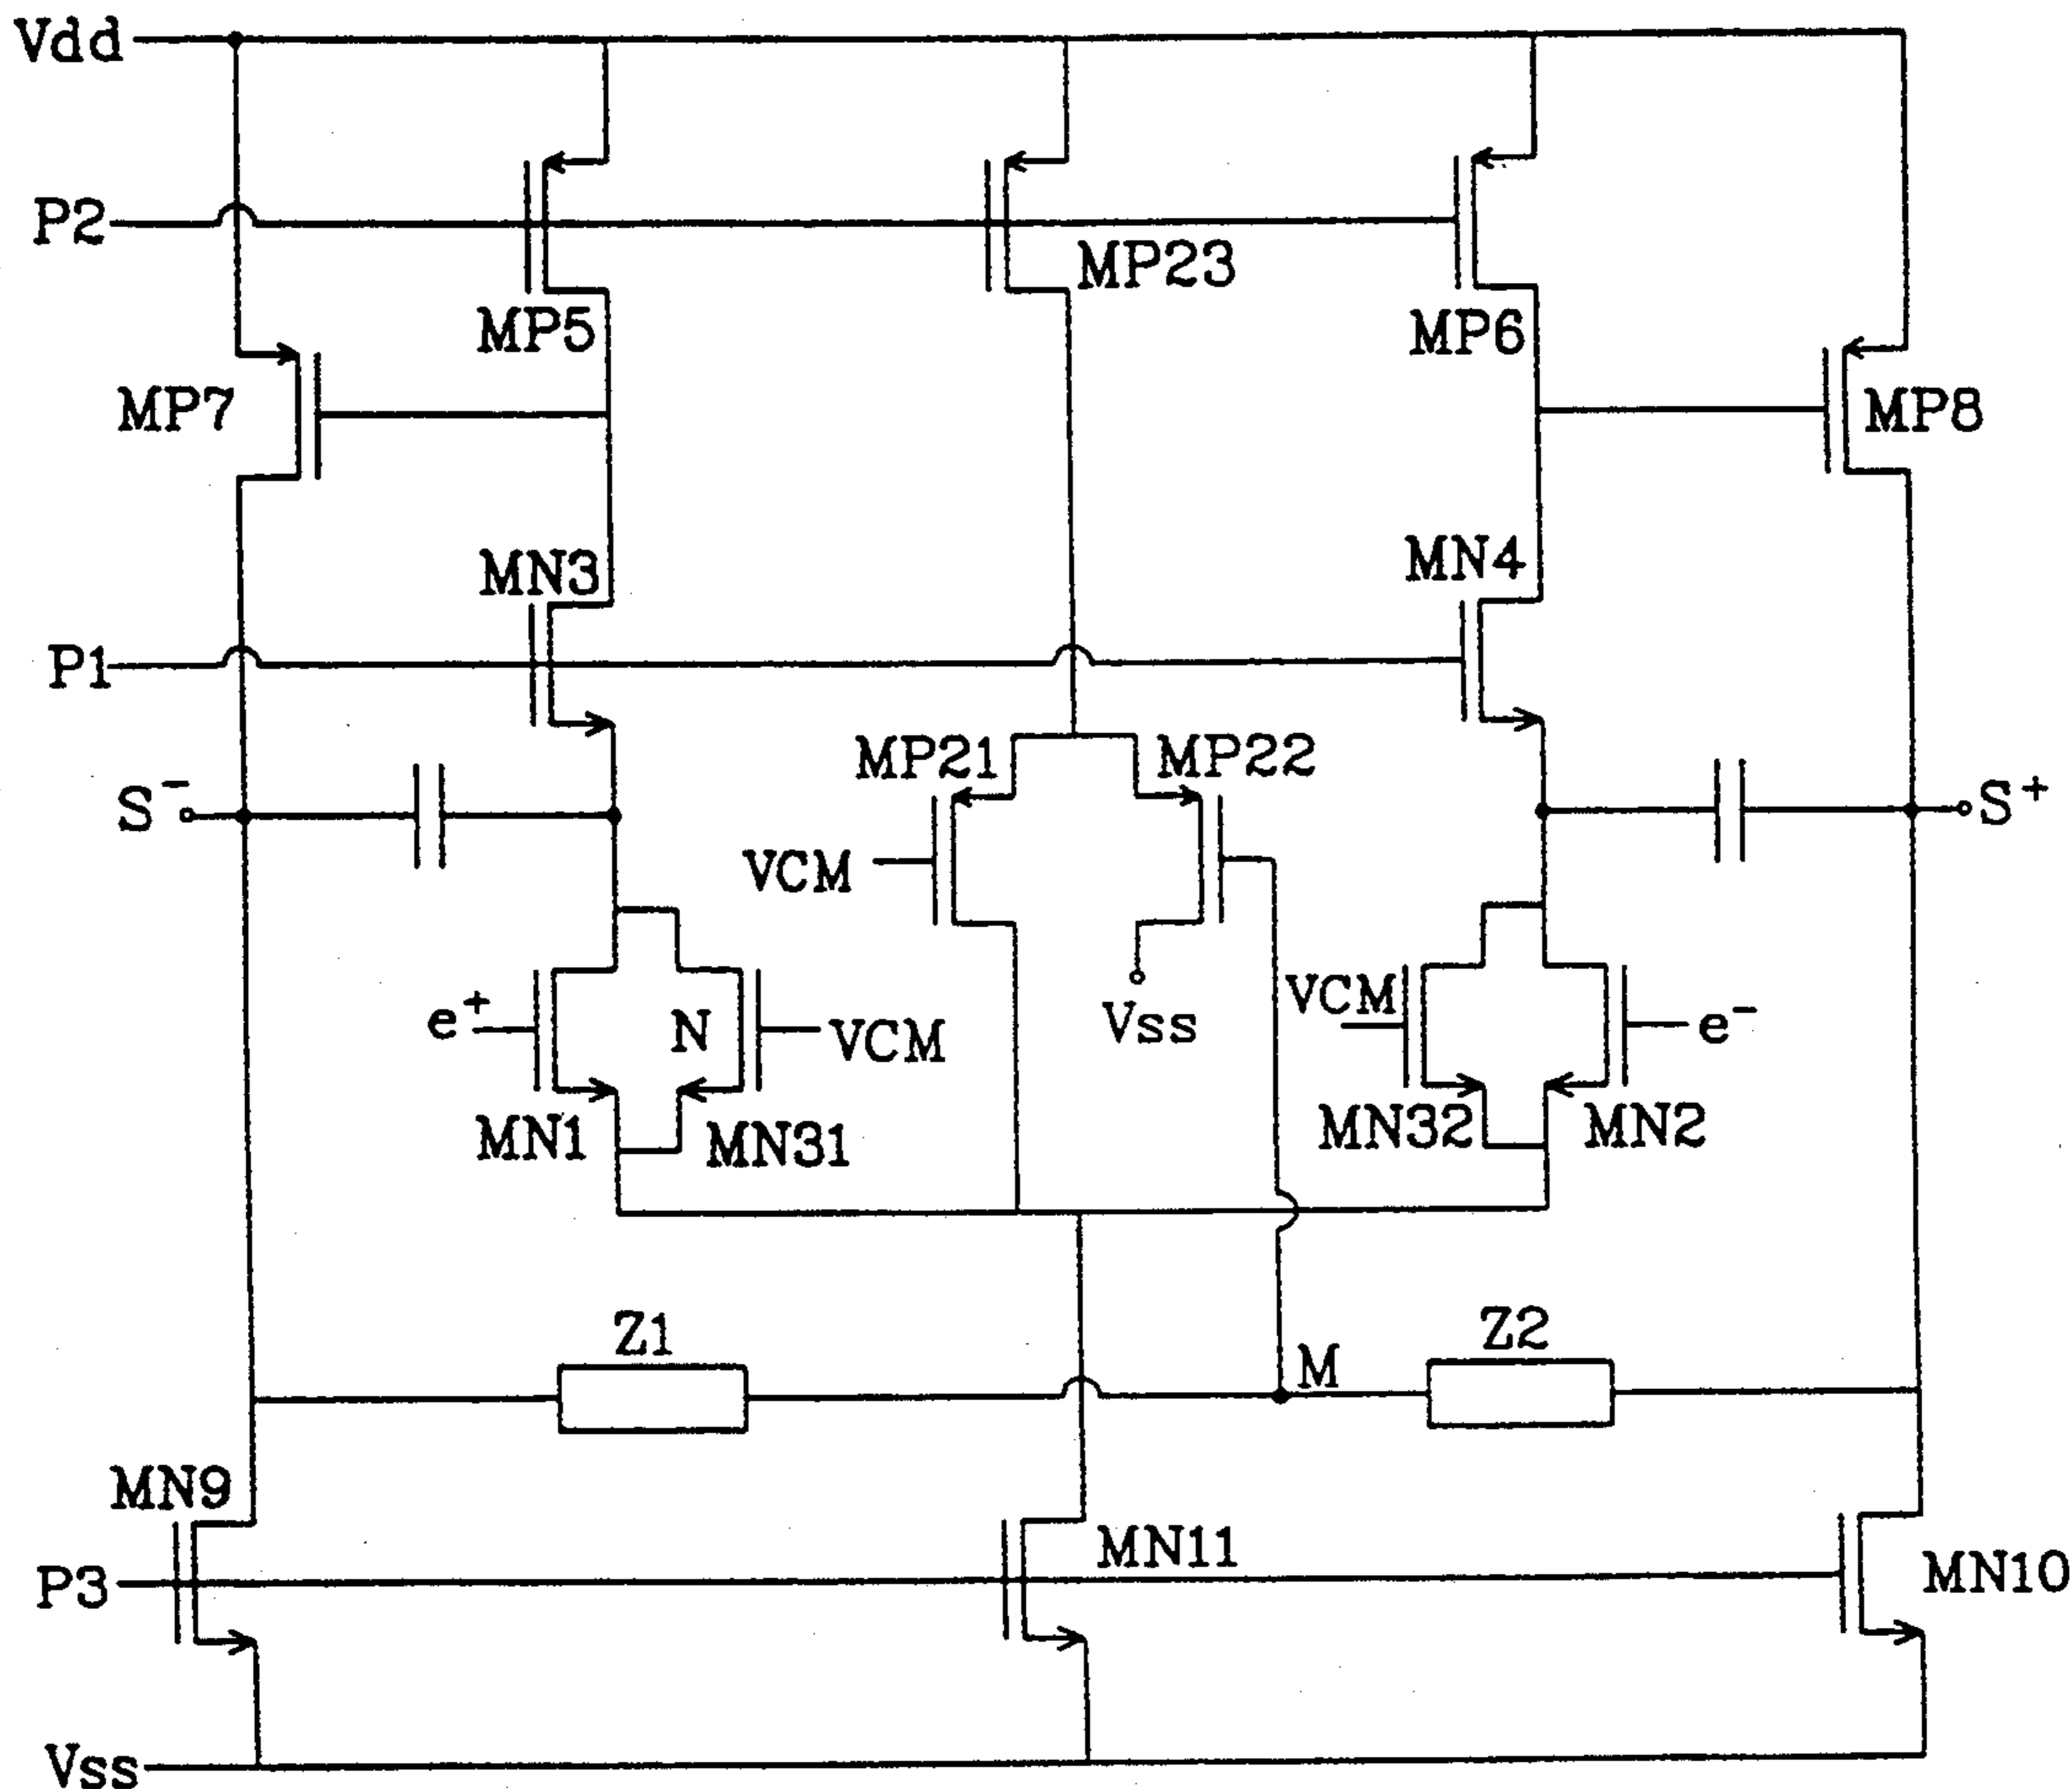 Vdd
P2
MP23
MP5
MP6
MP7
MP8
MN3
MN4
P1
MP21
MP22
S-
S+
VCM
e+
N
VCM
Vss
VCM
e-
MN1
MN31
MN32
MN2
Z1
M
Z2
MN9
MN11
P3
MN10
Vss